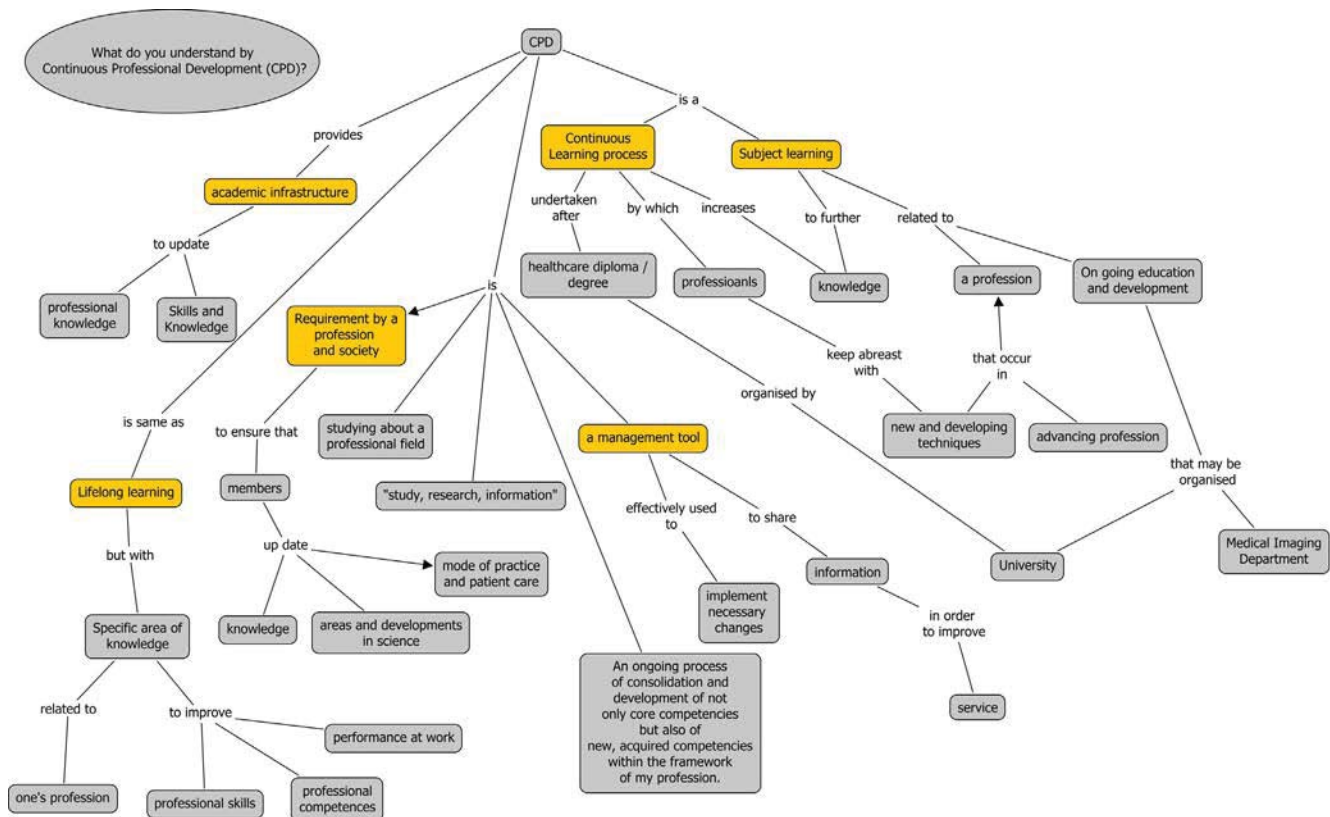 What do you understand by
Continuous Professional Development (CPD)?
CPD
is a
provides
Continuous
Learning process
Subject learning
academic infrastructure
undertaken
after
by which
increases
to further
related to
to update
healthcare diploma /
degree
professioanls
knowledge
a profession
On going education
and development
is
professional
knowledge
Skills and
Knowledge
Requirement by a
profession
and society
keep abreast
with
that occur
in
organised by
is same as
to ensure that
studying about a
professional field
a management tool
new and developing
techniques
advancing profession
that may be
organised
Lifelong learning
members
"study, research, information"
effectively used
to
to share
but with
up date
mode of practice
and patient care
information
University
Medical Imaging
Department
Specific area of
knowledge
knowledge
areas and developments
in science
implement
necessary
changes
in order
to improve
An ongoing process
of consolidation and
development of not
only core competencies
but also of
new, acquired competencies
within the framework
of my profession.
service
related to
to improve
performance at work
one's profession
professional skills
professional
competences